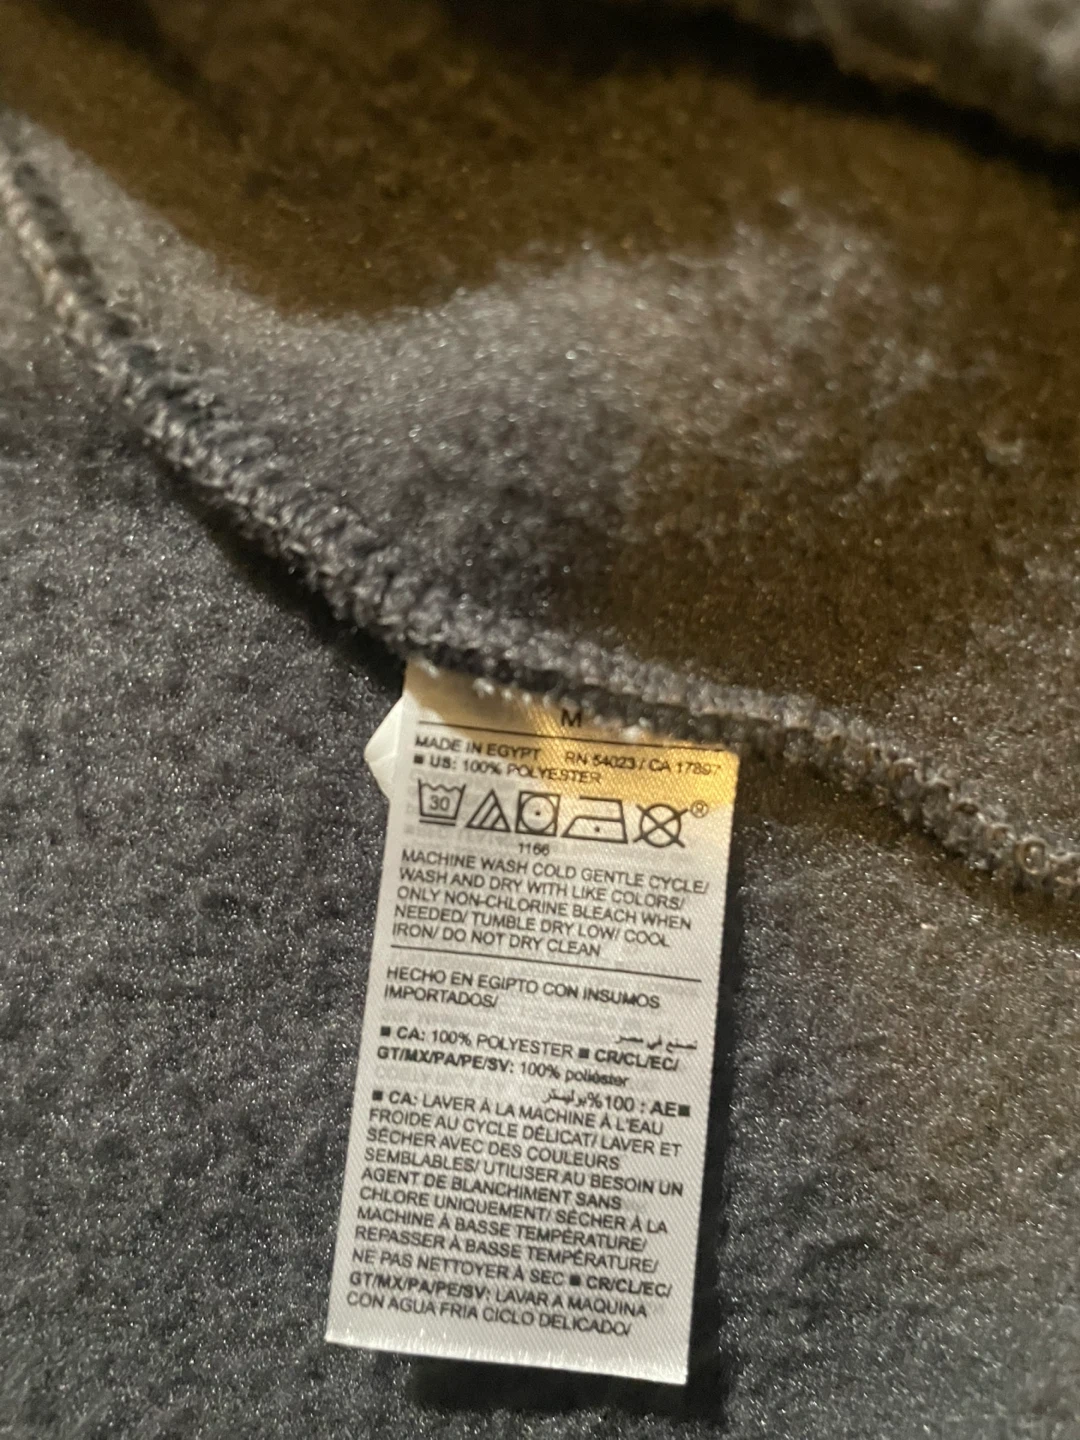 M
MADE IN EGYPT RN 54023 / CA 17897
■ US: 100% POLYESTER
30 ®
1166
MACHINE WASH COLD GENTLE CYCLE/
WASH AND DRY WITH LIKE COLORS/
ONLY NON-CHLORINE BLEACH WHEN
NEEDED/ TUMBLE DRY LOW/ COOL
IRON/ DO NOT DRY CLEAN
HECHO EN EGIPTO CON INSUMOS
IMPORTADOS/
تصنع في مصر
■ CA: 100% POLYESTER ■ CR/CL/EC/
GT/MX/PA/PE/SV: 100% poliéster
■AE : 100%بوليستر
■ CA: LAVER À LA MACHINE À L'EAU
FROIDE AU CYCLE DÉLICAT/ LAVER ET
SÉCHER AVEC DES COULEURS
SEMBLABLES/ UTILISER AU BESOIN UN
AGENT DE BLANCHIMENT SANS
CHLORE UNIQUEMENT/ SÉCHER À LA
MACHINE À BASSE TEMPÉRATURE/
REPASSER À BASSE TEMPÉRATURE/
NE PAS NETTOYER À SEC ■ CR/CL/EC/
GT/MX/PA/PE/SV: LAVAR A MAQUINA
CON AGUA FRIA CICLO DELICADO/